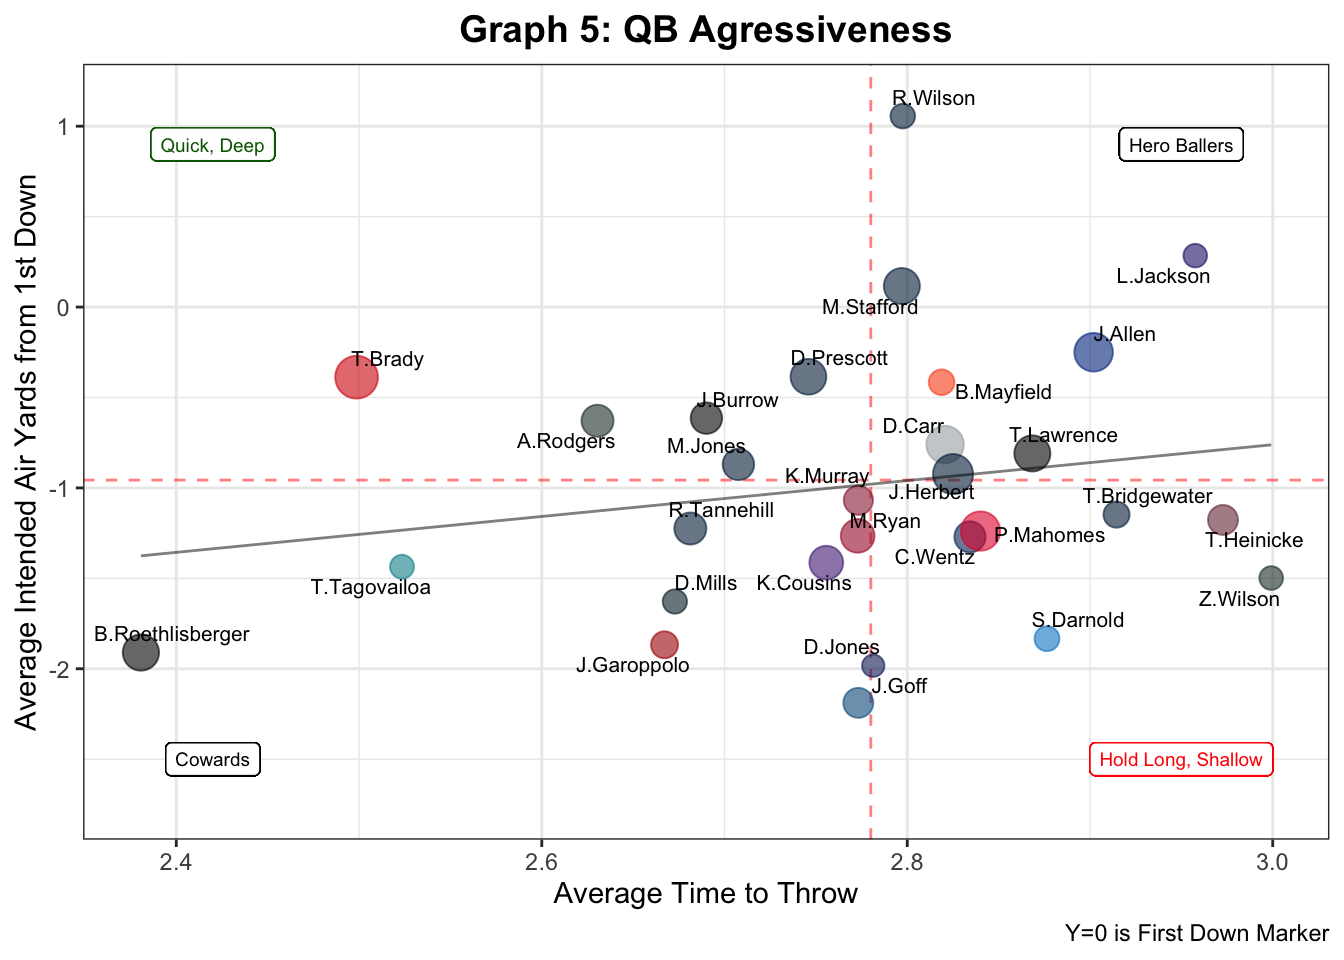 Graph 5: QB Agressiveness
R.Wilson
1
Quick, Deep
Hero Ballers
L.Jackson
0
M.Stafford
J.Allen
T.Brady
D.Prescott
B.Mayfield
J.Burrow
A.Rodgers
D.Carr
T.Lawrence
M.Jones
K.Murray
-1
J.Herbert
T.Bridgewater
R.Tannehill
M.Ryan
P.Mahomes
T.Heinicke
C.Wentz
T.Tagovailoa
D.Mills
K.Cousins
Z.Wilson
S.Darnold
B.Roethlisberger
D.Jones
J.Garoppolo
-2
J.Goff
Cowards
Hold Long, Shallow
Average Intended Air Yards from 1st Down
2.4
2.6
2.8
3.0
Average Time to Throw
Y=0 is First Down Marker